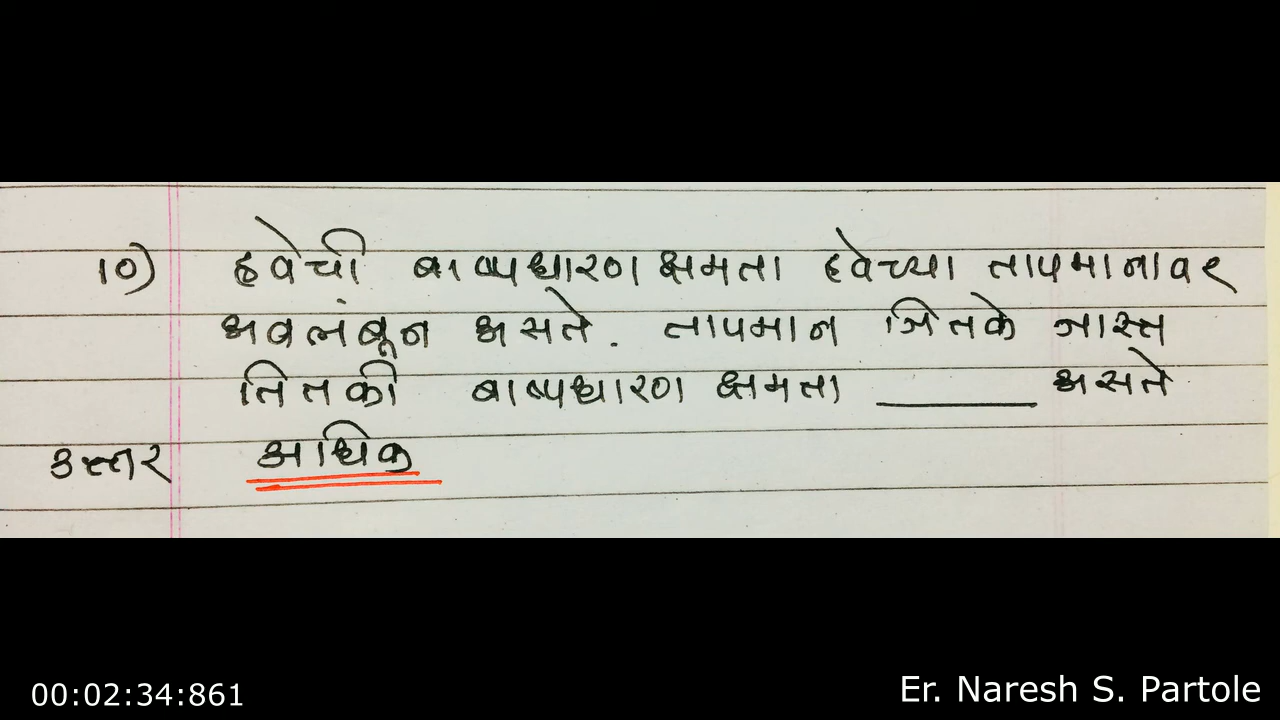 १०) हवेची बाष्पधारण क्षमता हवेच्या तापमानावर
अवलंबून असते. तापमान जितके जास्त
तितकी बाष्पधारण क्षमता ______ असते
उत्तर अधिक
00:02:34:861
Er. Naresh S. Partole